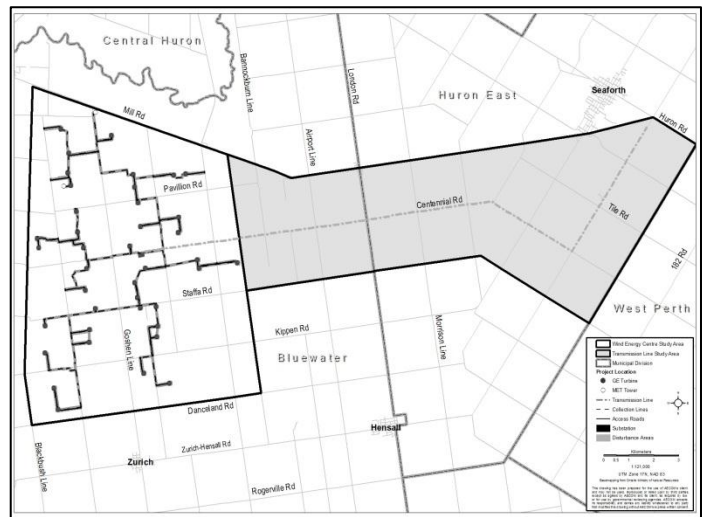 Central Huron
Bannockburn Line
London Rd
Huron East
Seaforth
Mill Rd
Airport Line
Huron Rd
Pavillion Rd
Centennial Rd
Tile Rd
182 Rd
Staffa Rd
Goshen Line
Kippen Rd
Morrison Line
West Perth
Bluewater
Danceland Rd
Hensall
Blackbush Line
Zurich-Hensall Rd
Zurich
Rogerville Rd
Wind Energy Centre Study Area
Transmission Line Study Area
Municipal Division
Project Location
GE Turbine
MET Tower
Transmission Line
Collection Lines
Access Roads
Substation
Disturbance Areas
Kilometers